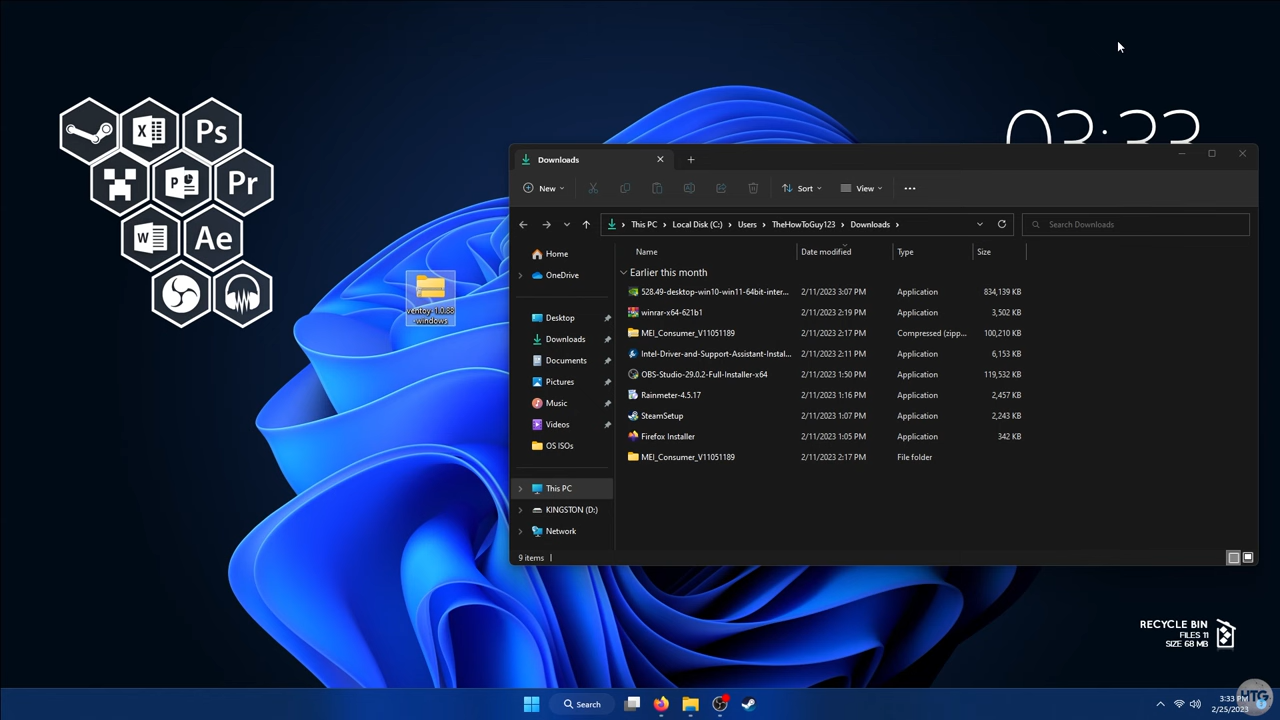 Ps
Pr
Ae
03:33
ventoy-1.0.88
-windows
Downloads
New
Sort
View
This PC
Local Disk (C:)
Users
TheHowToGuy123
Downloads
Search Downloads
Name
Date modified
Type
Size
Home
OneDrive
Desktop
Downloads
Documents
Pictures
Music
Videos
OS ISOs
This PC
KINGSTON (D:)
Network
Earlier this month
528.49-desktop-win10-win11-64bit-inter... 2/11/2023 3:07 PM Application 834,139 KB
winrar-x64-621b1 2/11/2023 2:19 PM Application 3,502 KB
MEI_Consumer_V11051189 2/11/2023 2:17 PM Compressed (zipp... 100,210 KB
Intel-Driver-and-Support-Assistant-Instal... 2/11/2023 2:11 PM Application 6,153 KB
OBS-Studio-29.0.2-Full-Installer-x64 2/11/2023 1:50 PM Application 119,532 KB
Rainmeter-4.5.17 2/11/2023 1:16 PM Application 2,457 KB
SteamSetup 2/11/2023 1:07 PM Application 2,243 KB
Firefox Installer 2/11/2023 1:05 PM Application 342 KB
MEI_Consumer_V11051189 2/11/2023 2:17 PM File folder
9 items
RECYCLE BIN
FILES 11
SIZE 68 MB
Search
3:33 PM
2/25/2023
HTG